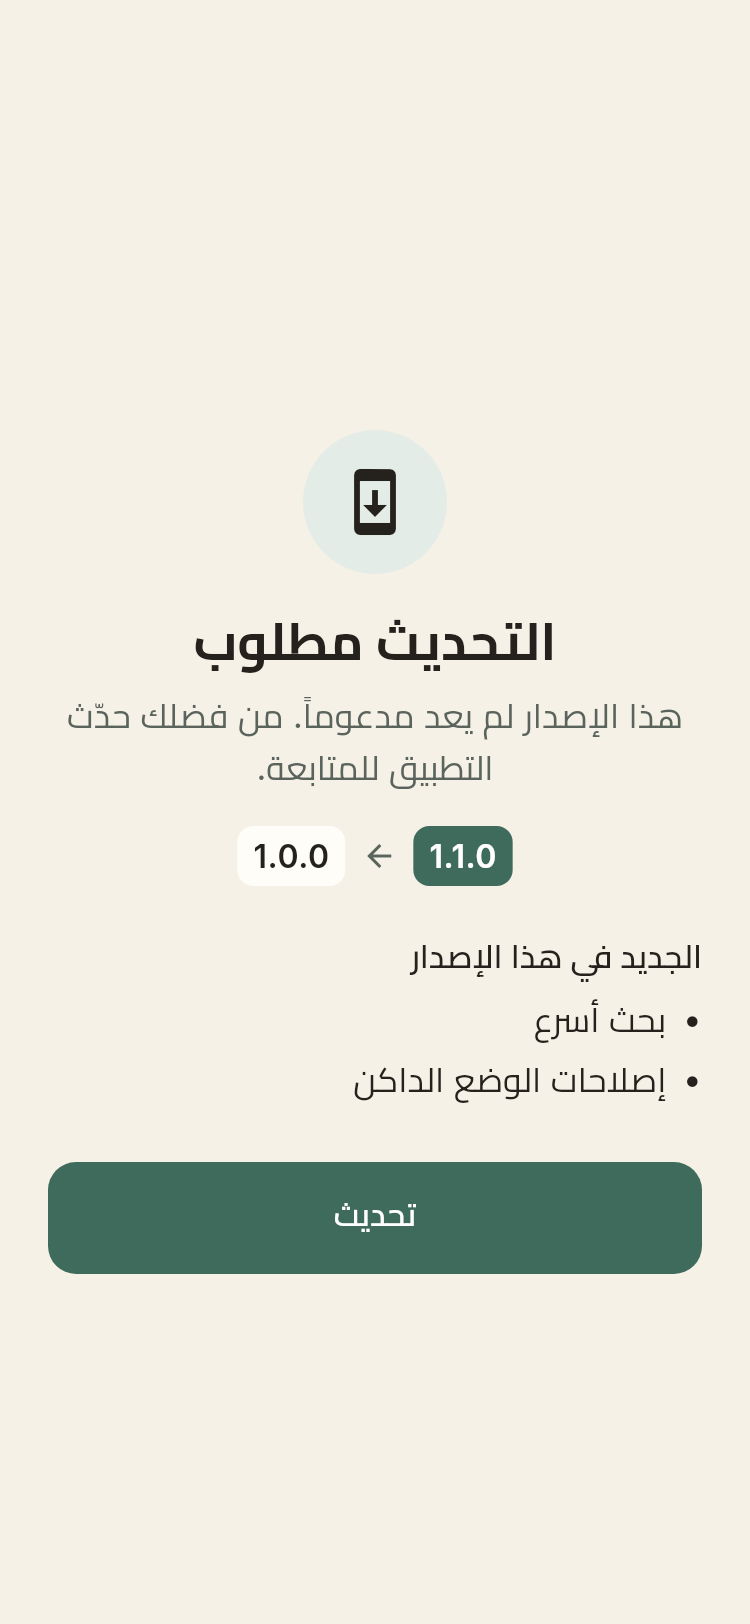 التحديث مطلوب
هذا الإصدار لم يعد مدعوماً. من فضلك حدّث
التطبيق للمتابعة.
1.1.0 ← 1.0.0
الجديد في هذا الإصدار
• بحث أسرع
• إصلاحات الوضع الداكن
تحديث